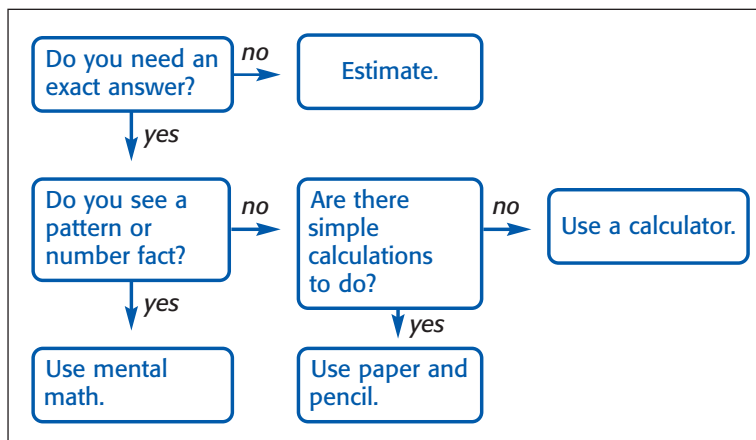 Do you need an
exact answer?
no
Estimate.
yes
Do you see a
pattern or
number fact?
no
Are there
simple
calculations
to do?
no
Use a calculator.
yes
yes
Use mental
math.
Use paper and
pencil.